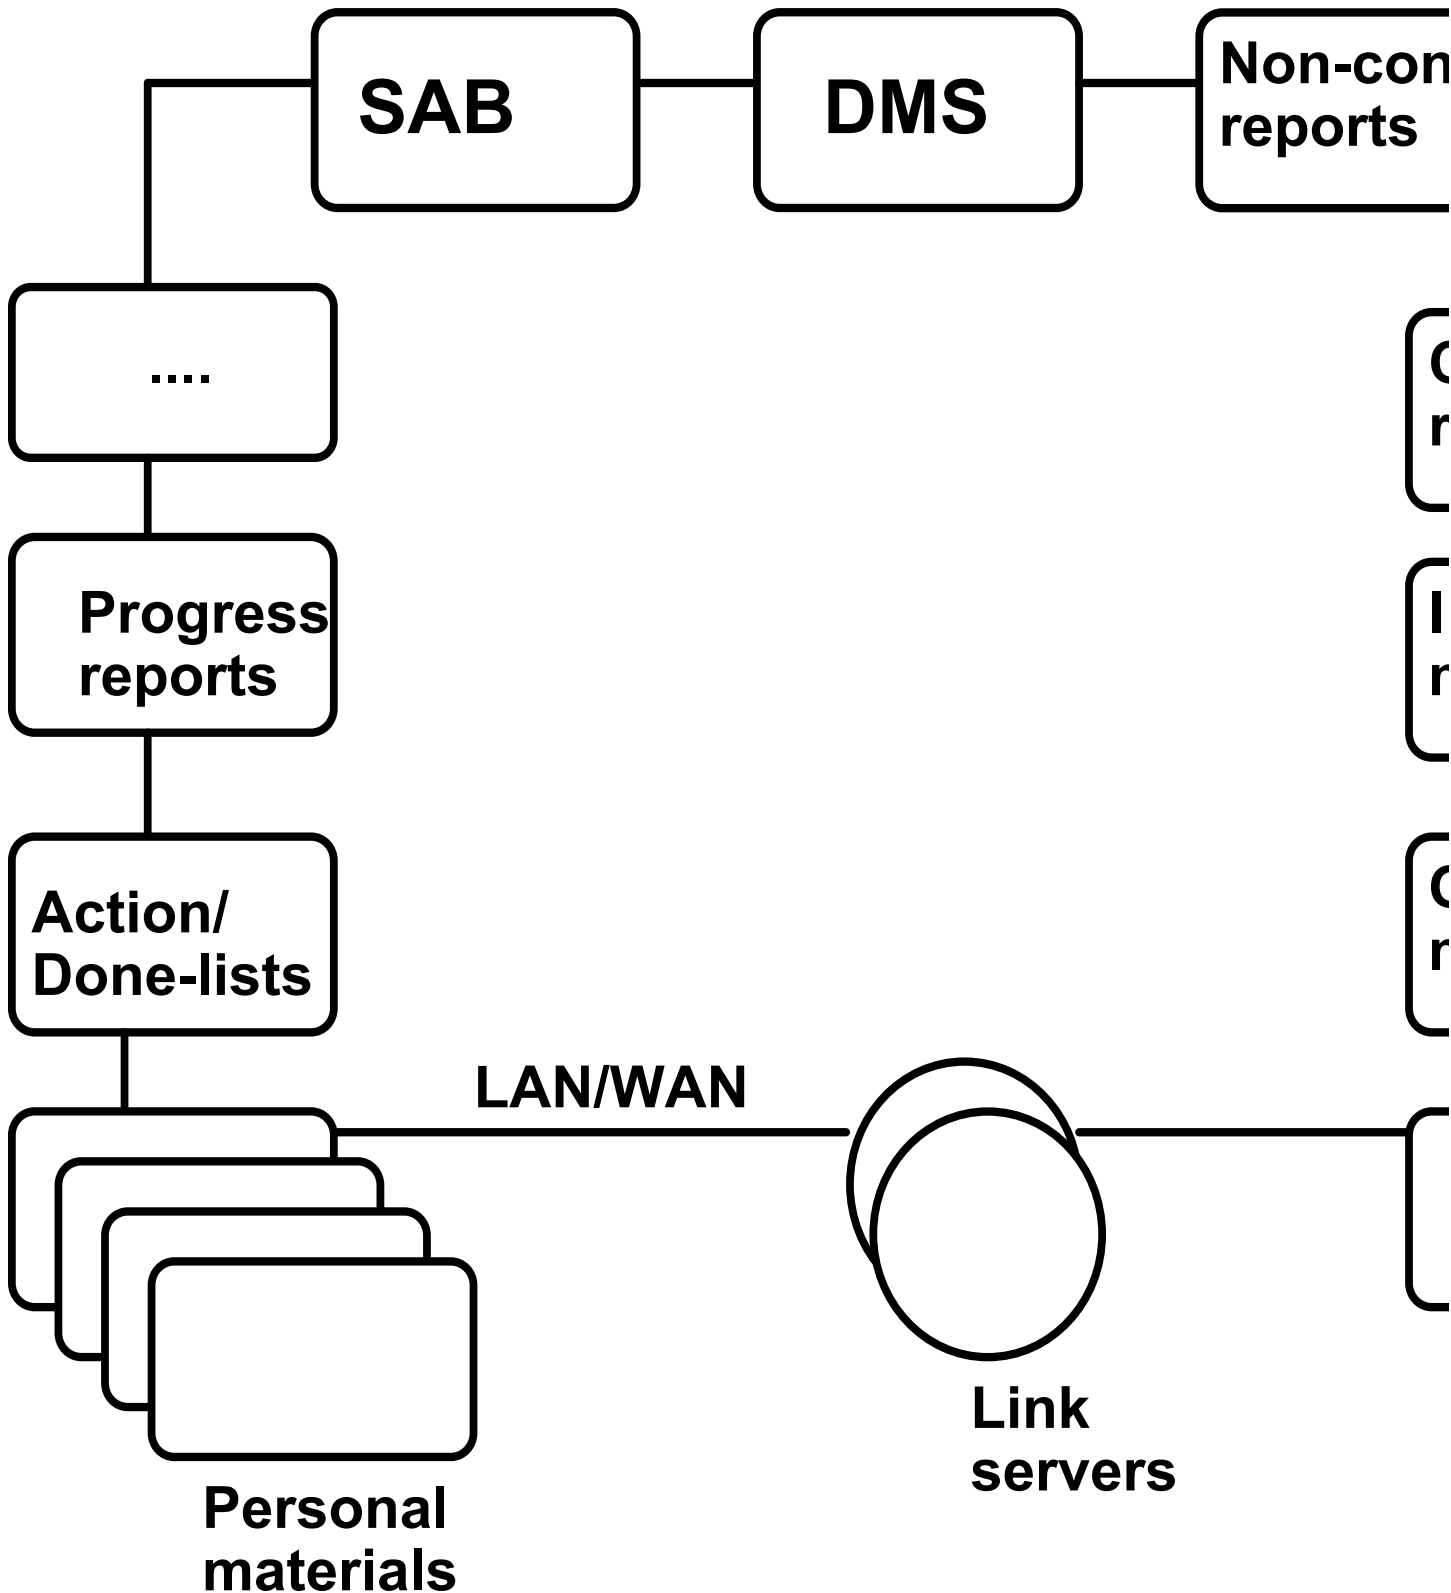 SAB
DMS
Non-con
reports
....
Progress
reports
Action/
Done-lists
LAN/WAN
Link
servers
Personal
materials